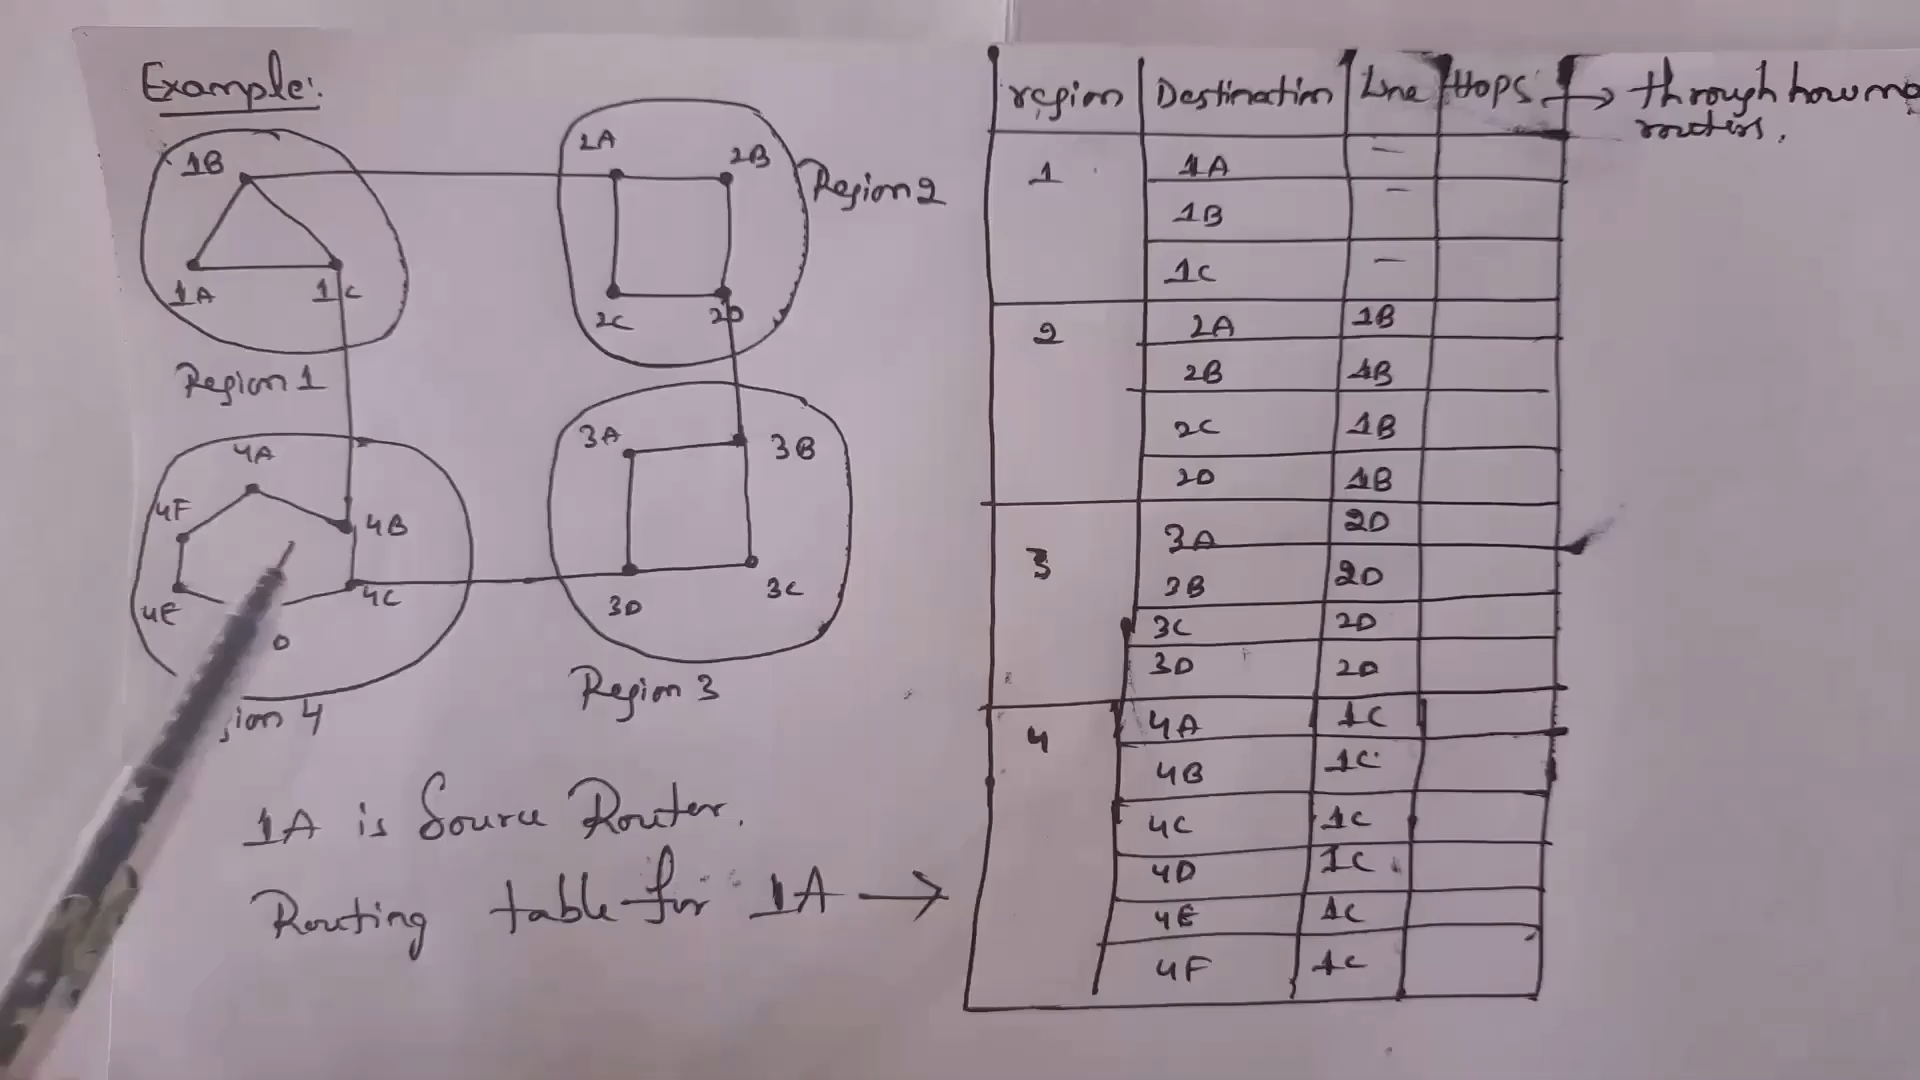 Example:
1B
1A
1C
Region 1
2A
2B
2C
2D
Region 2
4A
4F
4B
4E
4C
D
gion 4
3A
3B
3D
3C
Region 3
1A is Source Router.
Routing table for 1A →
region Destination Line Hops → through how
routers.
1 1A –
1B –
1C –
2 2A 1B
2B 1B
2C 1B
2D 1B
3 3A 2D
3B 2D
3C 2D
3D 2D
4 4A 1C
4B 1C
4C 1C
4D 1C
4E 1C
4F 1C